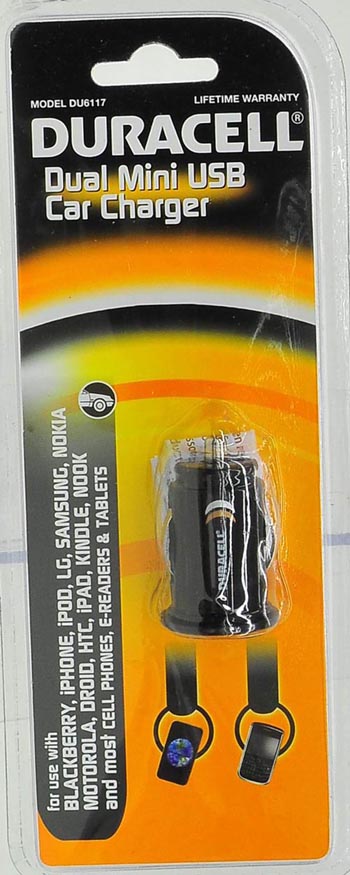 MODEL DU6117
LIFETIME WARRANTY
DURACELL®
Dual Mini USB
Car Charger
for use with
BLACKBERRY, iPHONE, iPOD, LG, SAMSUNG, NOKIA
MOTOROLA, DROID, HTC, iPAD, KINDLE, NOOK
and most CELL PHONES, E-READERS & TABLETS
DURACELL